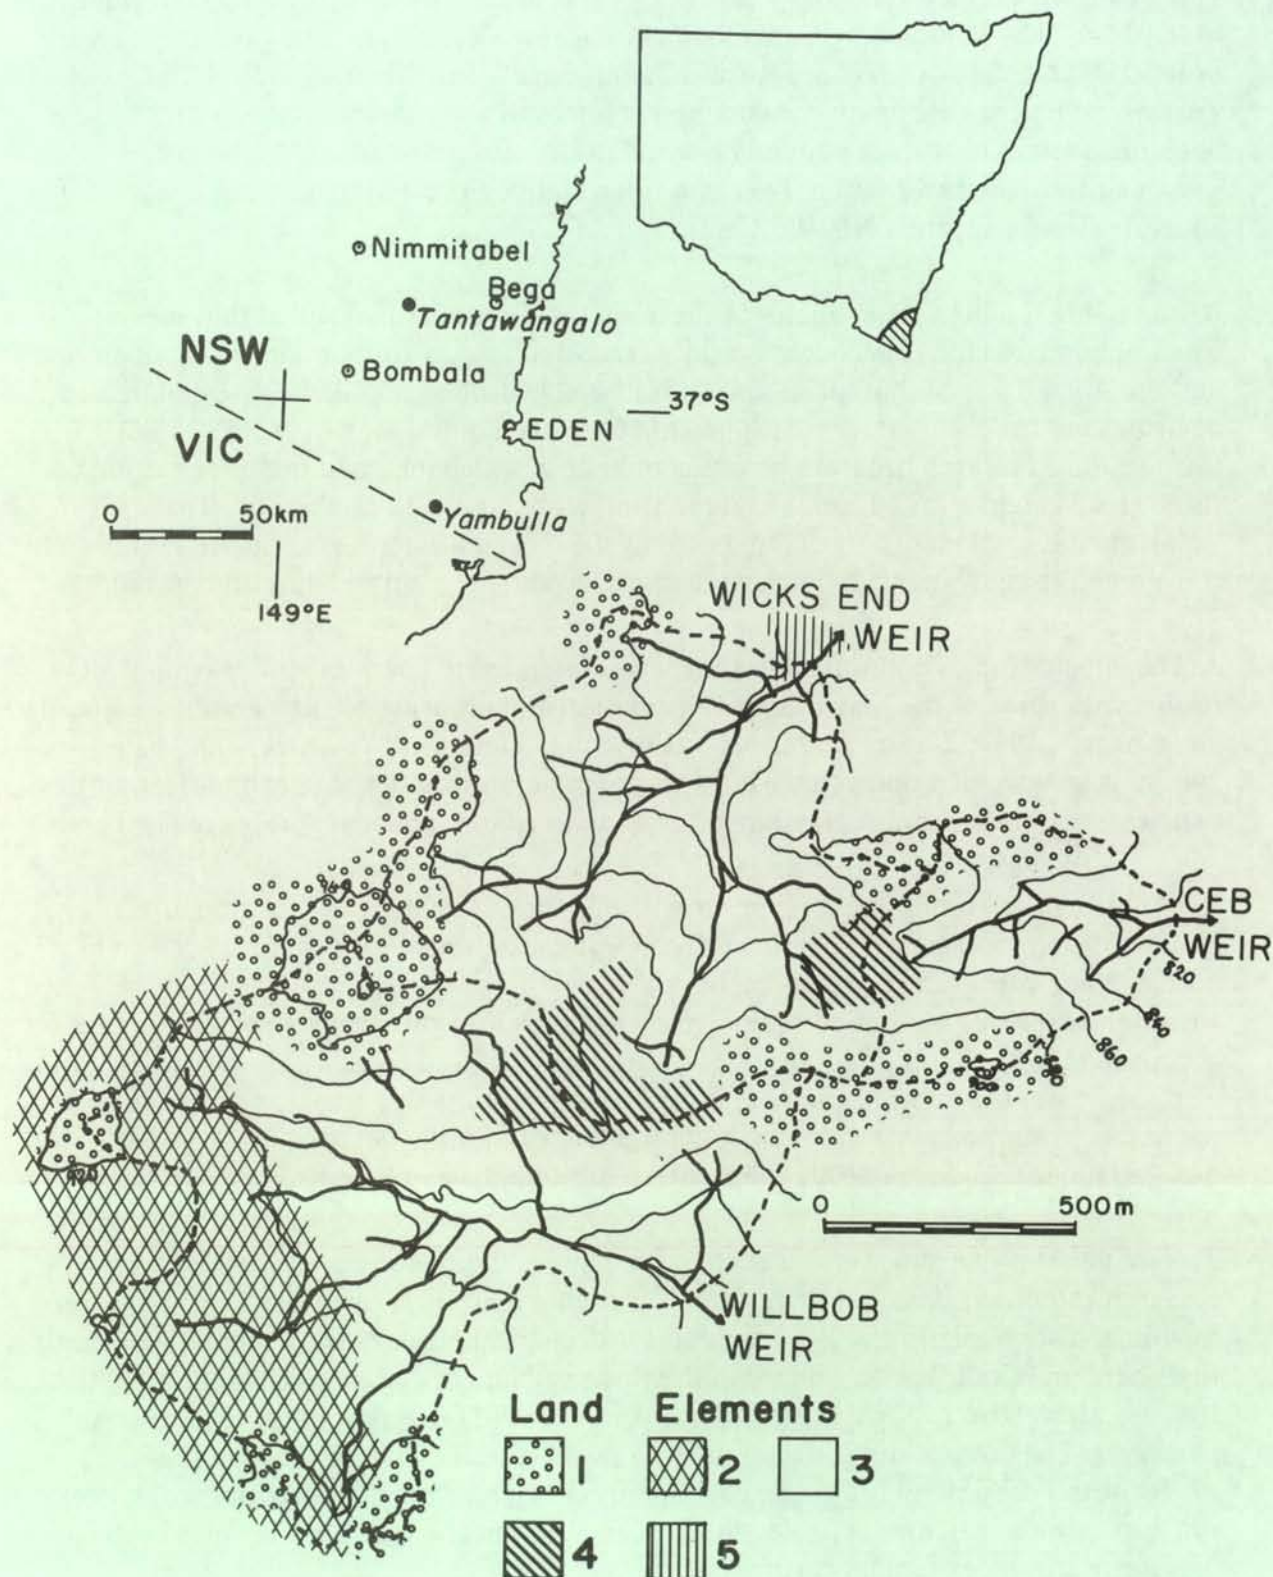 Nimmitabel
Bega
Tantawangalo
NSW
Bombala
37°S
EDEN
VIC
0 50km
Yambulla
149°E
WICKS END
WEIR
CEB
WEIR
820
840
860
920
0 500m
WILLBOB
WEIR
Land Elements
1 2 3
4 5